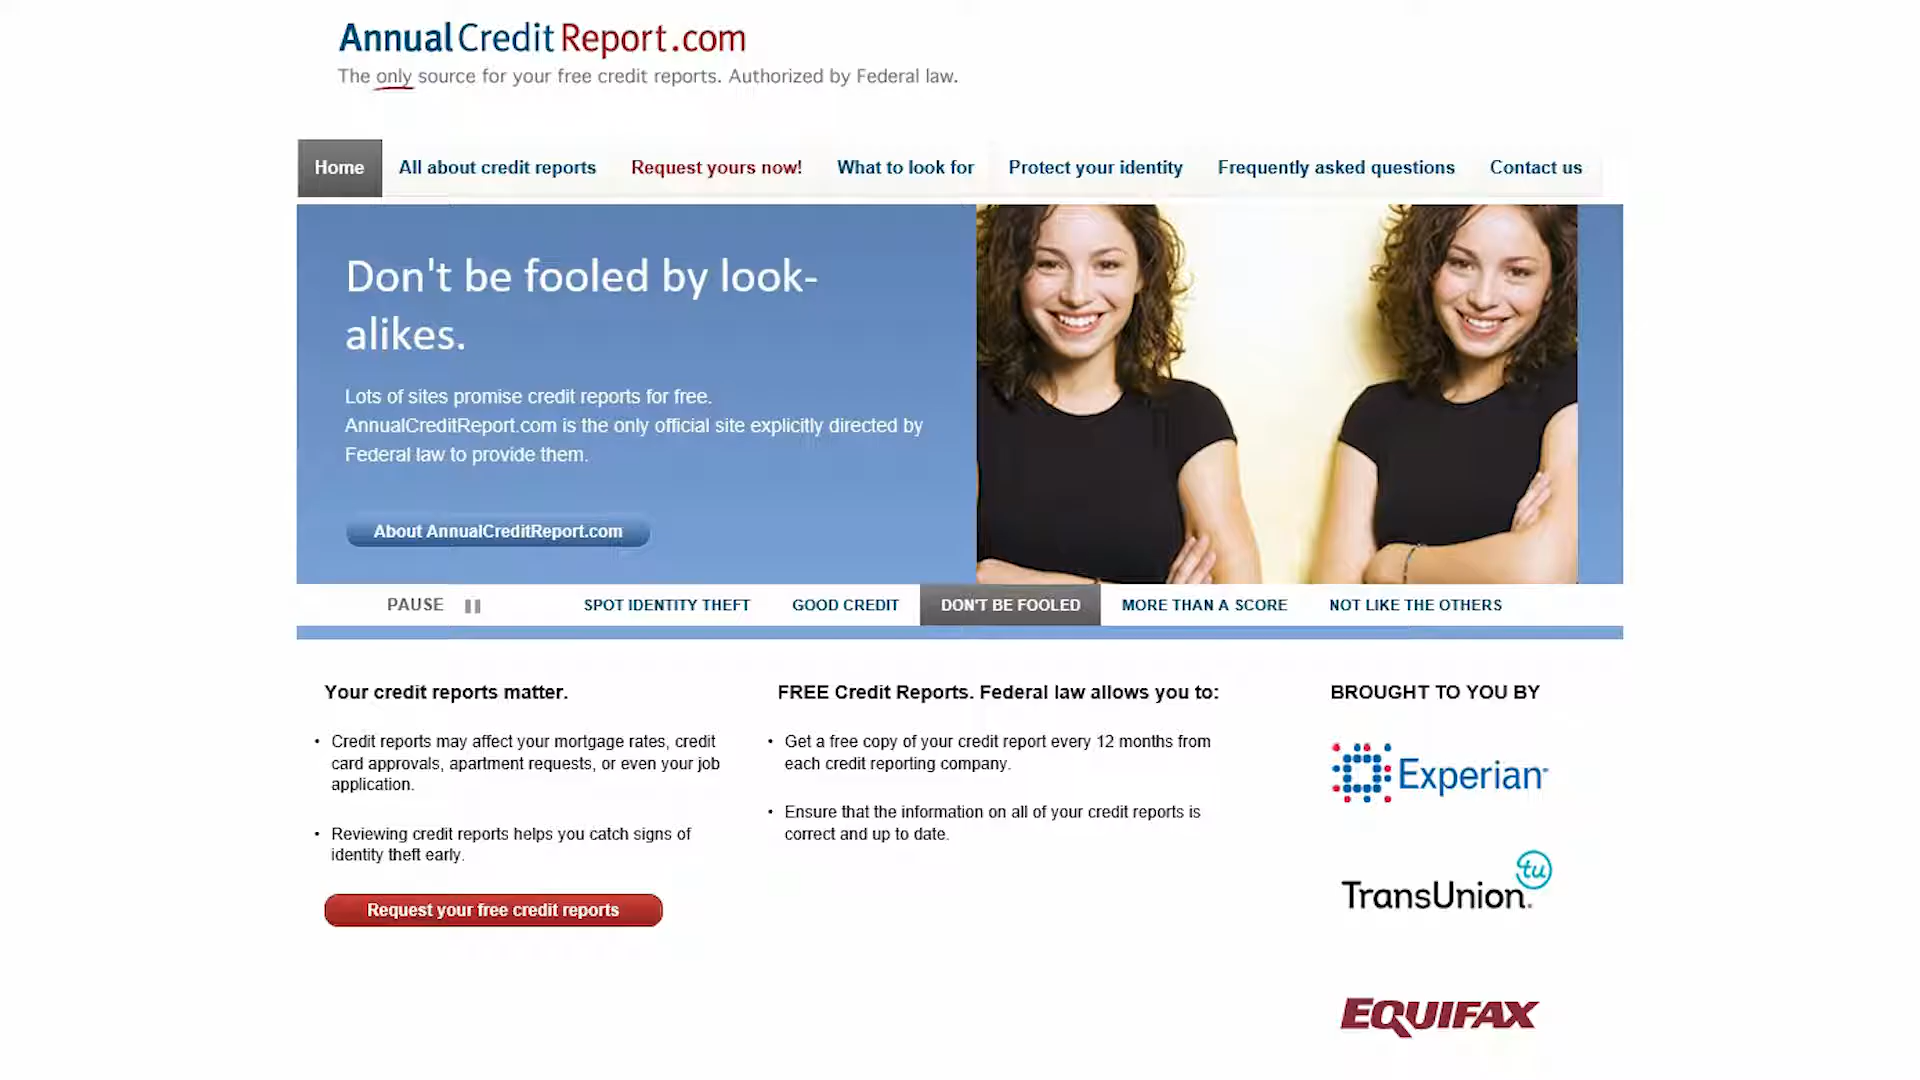 AnnualCreditReport.com
The only source for your free credit reports. Authorized by Federal law.
Home
All about credit reports
Request yours now!
What to look for
Protect your identity
Frequently asked questions
Contact us
Don't be fooled by look-
alikes.
Lots of sites promise credit reports for free.
AnnualCreditReport.com is the only official site explicitly directed by
Federal law to provide them.
About AnnualCreditReport.com
PAUSE
SPOT IDENTITY THEFT
GOOD CREDIT
DON'T BE FOOLED
MORE THAN A SCORE
NOT LIKE THE OTHERS
Your credit reports matter.
• Credit reports may affect your mortgage rates, credit
card approvals, apartment requests, or even your job
application.
• Reviewing credit reports helps you catch signs of
identity theft early.
Request your free credit reports
FREE Credit Reports. Federal law allows you to:
• Get a free copy of your credit report every 12 months from
each credit reporting company.
• Ensure that the information on all of your credit reports is
correct and up to date.
BROUGHT TO YOU BY
Experian
TransUnion.
tu
EQUIFAX